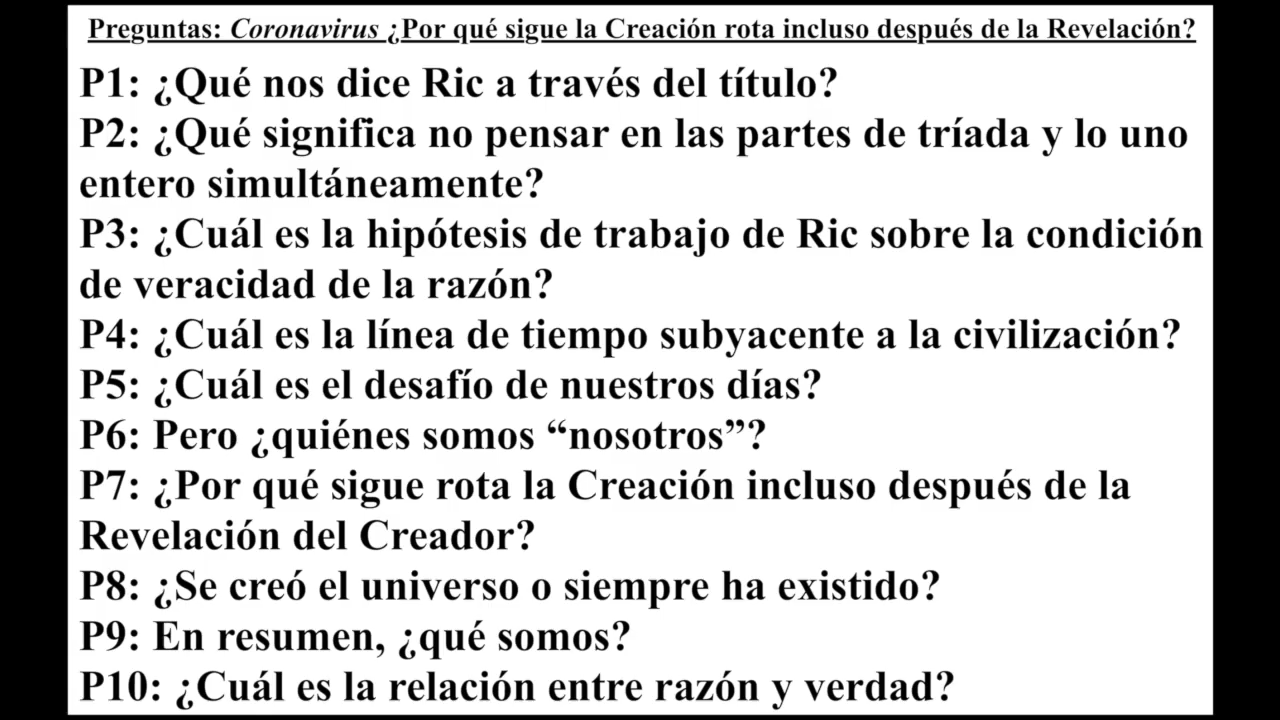 Preguntas: Coronavirus ¿Por qué sigue la Creación rota incluso después de la Revelación?
P1: ¿Qué nos dice Ric a través del título?
P2: ¿Qué significa no pensar en las partes de tríada y lo uno
entero simultáneamente?
P3: ¿Cuál es la hipótesis de trabajo de Ric sobre la condición
de veracidad de la razón?
P4: ¿Cuál es la línea de tiempo subyacente a la civilización?
P5: ¿Cuál es el desafío de nuestros días?
P6: Pero ¿quiénes somos “nosotros”?
P7: ¿Por qué sigue rota la Creación incluso después de la
Revelación del Creador?
P8: ¿Se creó el universo o siempre ha existido?
P9: En resumen, ¿qué somos?
P10: ¿Cuál es la relación entre razón y verdad?